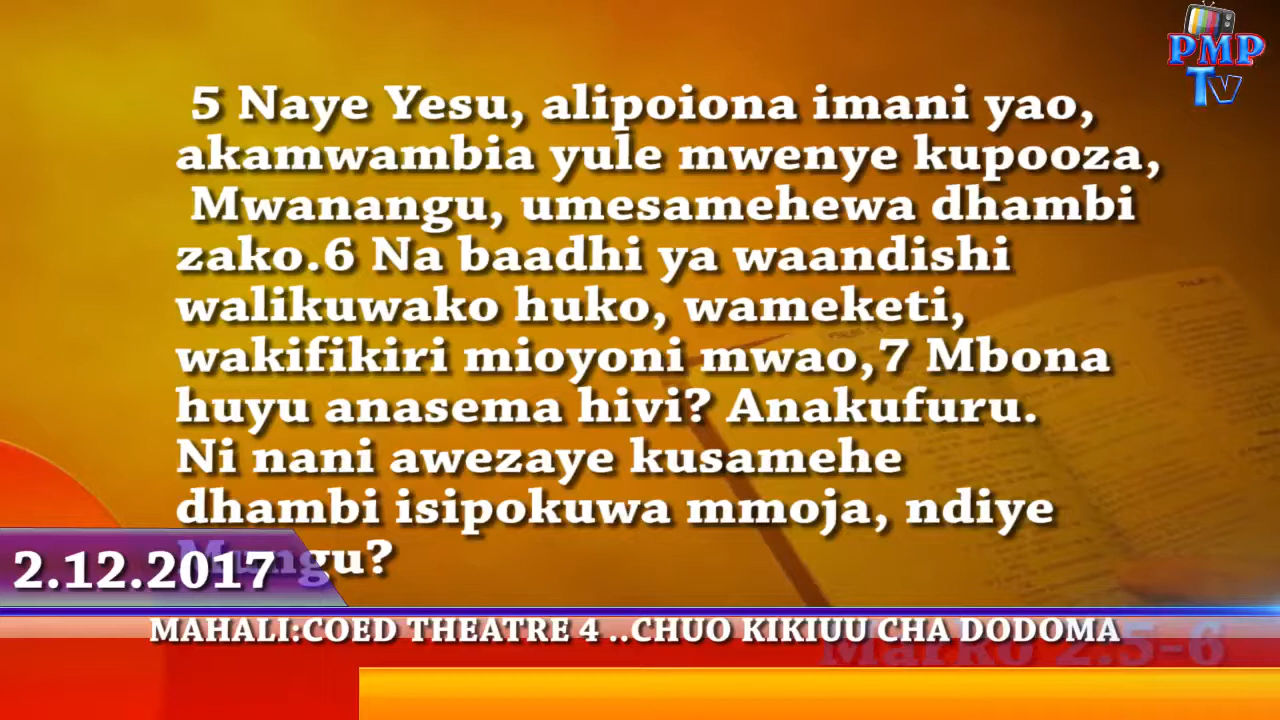 PMP
TV
5 Naye Yesu, alipoiona imani yao,
akamwambia yule mwenye kupooza,
Mwanangu, umesamehewa dhambi
zako.6 Na baadhi ya waandishi
walikuwako huko, wameketi,
wakifikiri mioyoni mwao,7 Mbona
huyu anasema hivi? Anakufuru.
Ni nani awezaye kusamehe
dhambi isipokuwa mmoja, ndiye
Mungu?
2.12.2017
MAHALI:COED THEATRE 4 ..CHUO KIKIUU CHA DODOMA
Marko 2:5-6